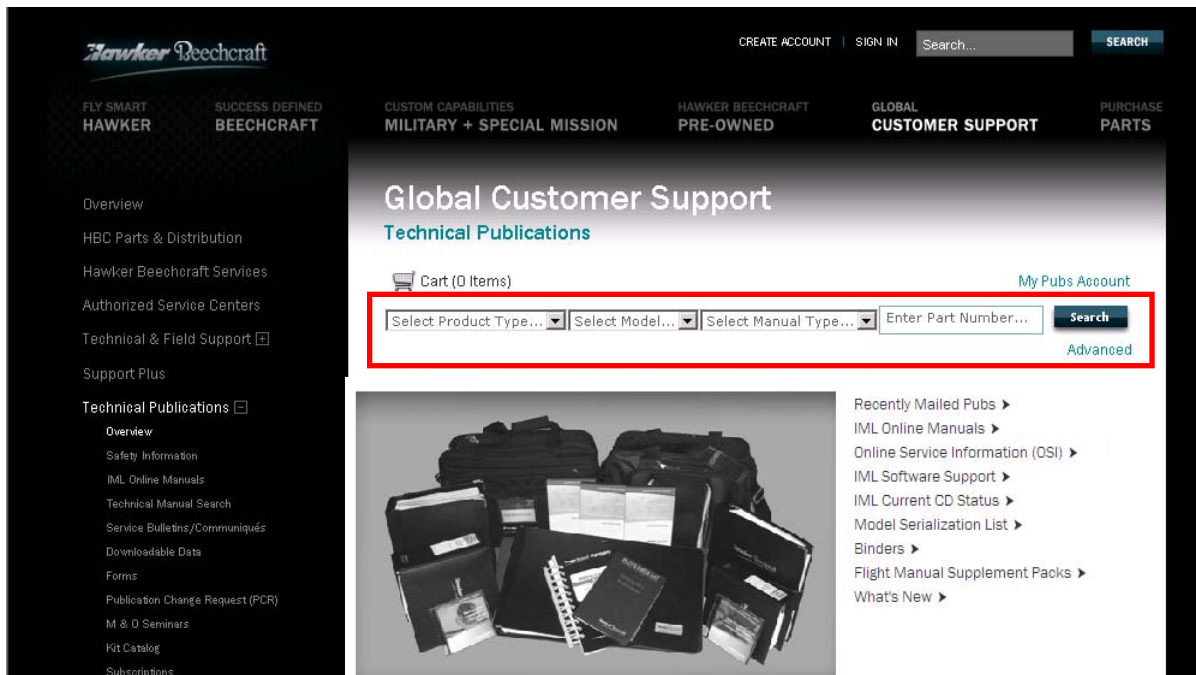 Hawker Beechcraft
CREATE ACCOUNT | SIGN IN Search... SEARCH
FLY SMART
HAWKER
SUCCESS DEFINED
BEECHCRAFT
CUSTOM CAPABILITIES
MILITARY + SPECIAL MISSION
HAWKER BEECHCRAFT
PRE-OWNED
GLOBAL
CUSTOMER SUPPORT
PURCHASE
PARTS
Overview
HBC Parts & Distribution
Hawker Beechcraft Services
Authorized Service Centers
Technical & Field Support
Support Plus
Technical Publications
Overview
Safety Information
IML Online Manuals
Technical Manual Search
Service Bulletins/Communiqués
Downloadable Data
Forms
Publication Change Request (PCR)
M & O Seminars
Kit Catalog
Subscriptions
Global Customer Support
Technical Publications
Cart (0 Items) My Pubs Account
Select Product Type... Select Model... Select Manual Type... Enter Part Number... Search
Advanced
Recently Mailed Pubs
IML Online Manuals
Online Service Information (OSI)
IML Software Support
IML Current CD Status
Model Serialization List
Binders
Flight Manual Supplement Packs
What's New